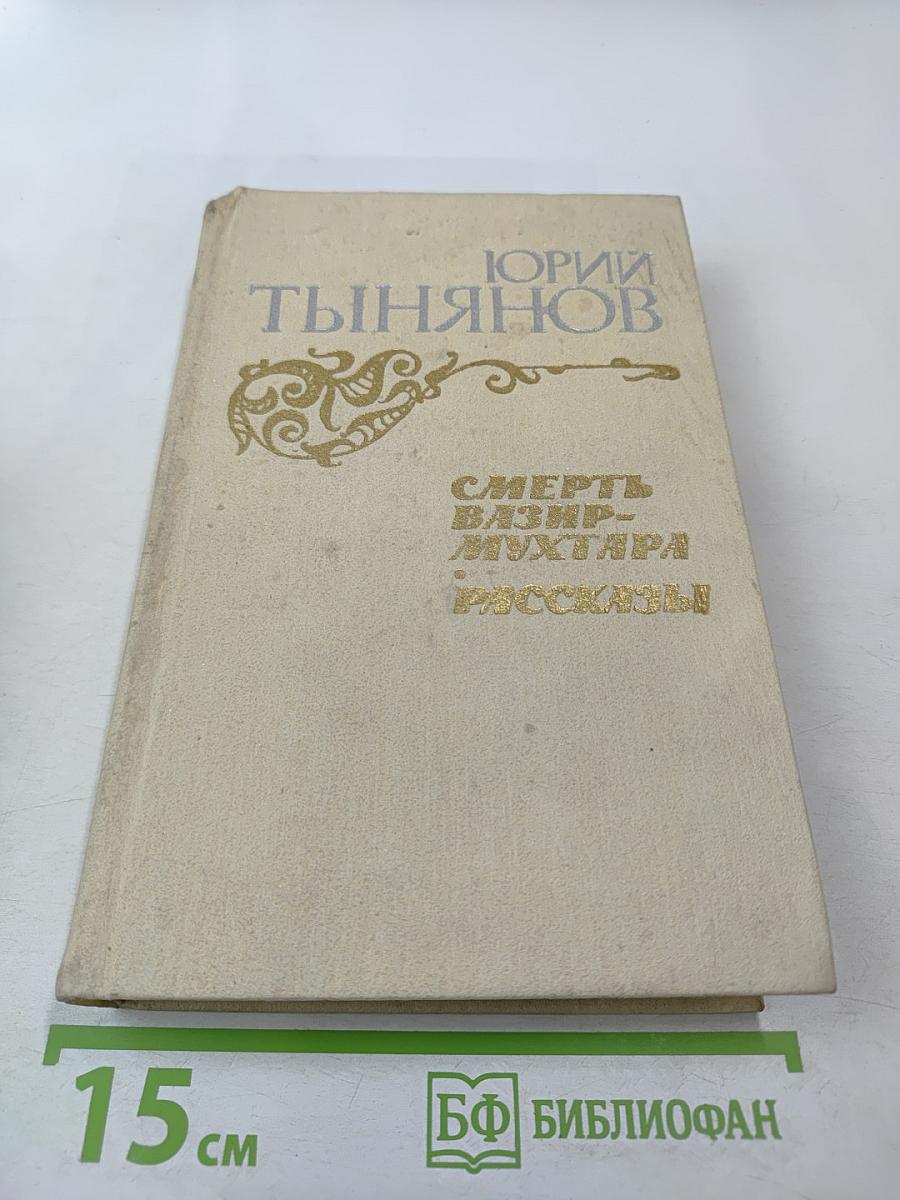 ЮРИЙ
ТЫНЯНОВ
СМЕРТЬ
ВАЗИР-
МУХТАРА
·
РАССКАЗЫ
15 см
БФ БИБЛИОФАН